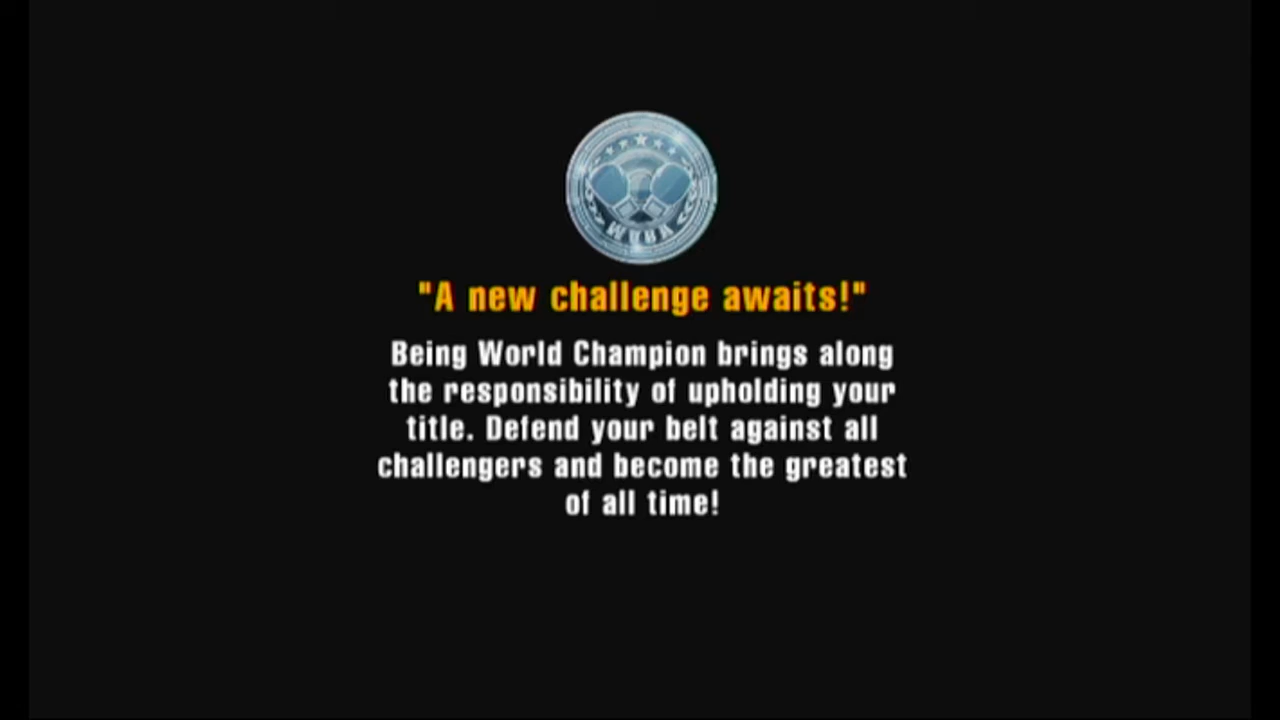 WVBA
"A new challenge awaits!"
Being World Champion brings along
the responsibility of upholding your
title. Defend your belt against all
challengers and become the greatest
of all time!